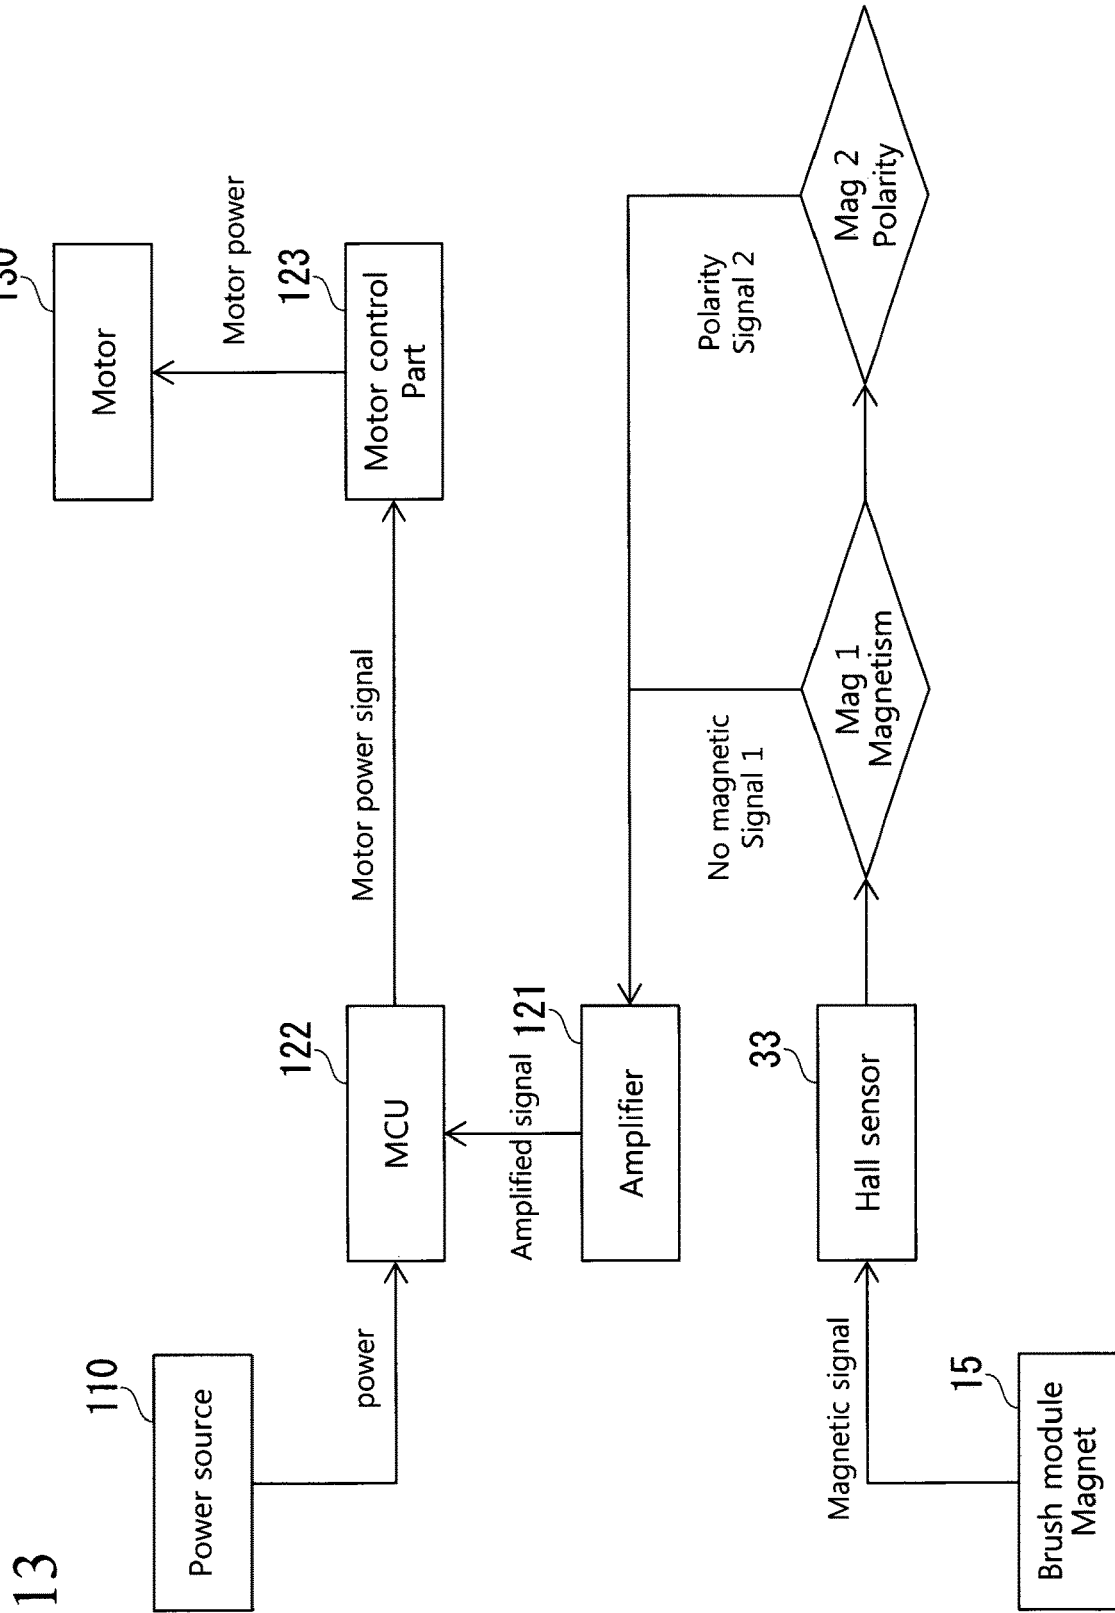 13
110
Power source
power
122
MCU
Motor power signal
123
Motor control
Part
Motor power
130
Motor
Amplified signal
121
Amplifier
15
Brush module
Magnet
Magnetic signal
33
Hall sensor
Mag 1
Magnetism
No magnetic
Signal 1
Mag 2
Polarity
Polarity
Signal 2